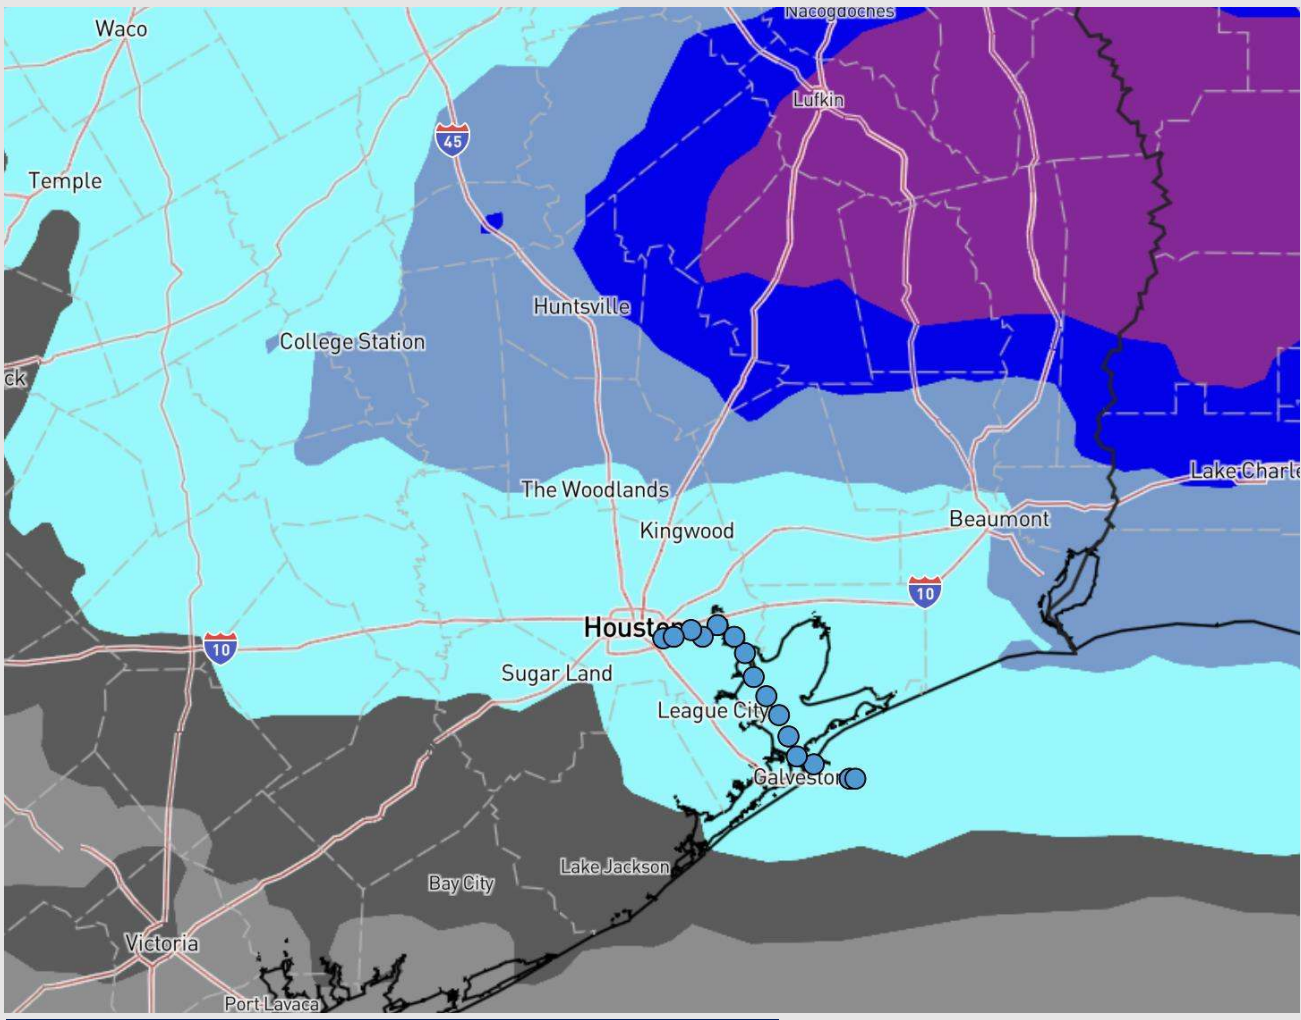 Nacogdoches
Waco
Lufkin
45
Temple
Huntsville
College Station
ck
Lake Charle
The Woodlands
Beaumont
Kingwood
10
Houston
10
Sugar Land
League City
Galveston
Lake Jackson
Bay City
Victoria
Port Lavaca